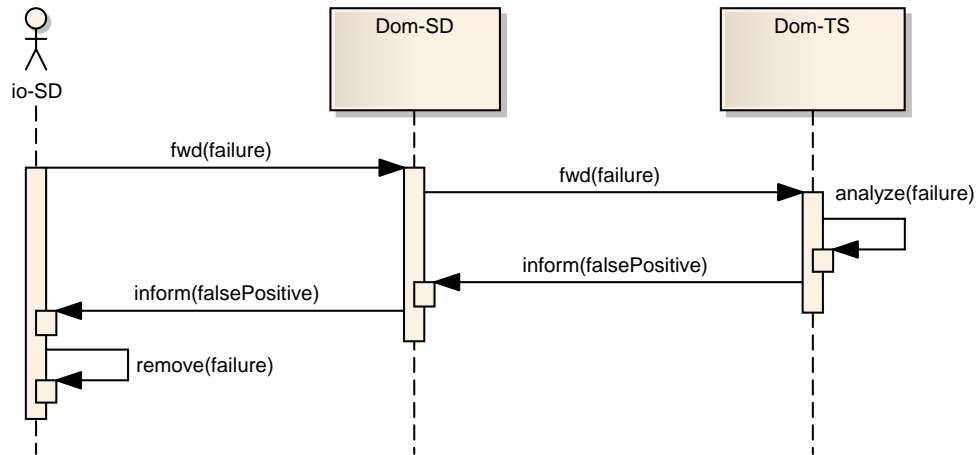 Dom-SD
Dom-TS
io-SD
fwd(failure)
fwd(failure)
analyze(failure)
inform(falsePositive)
inform(falsePositive)
remove(failure)